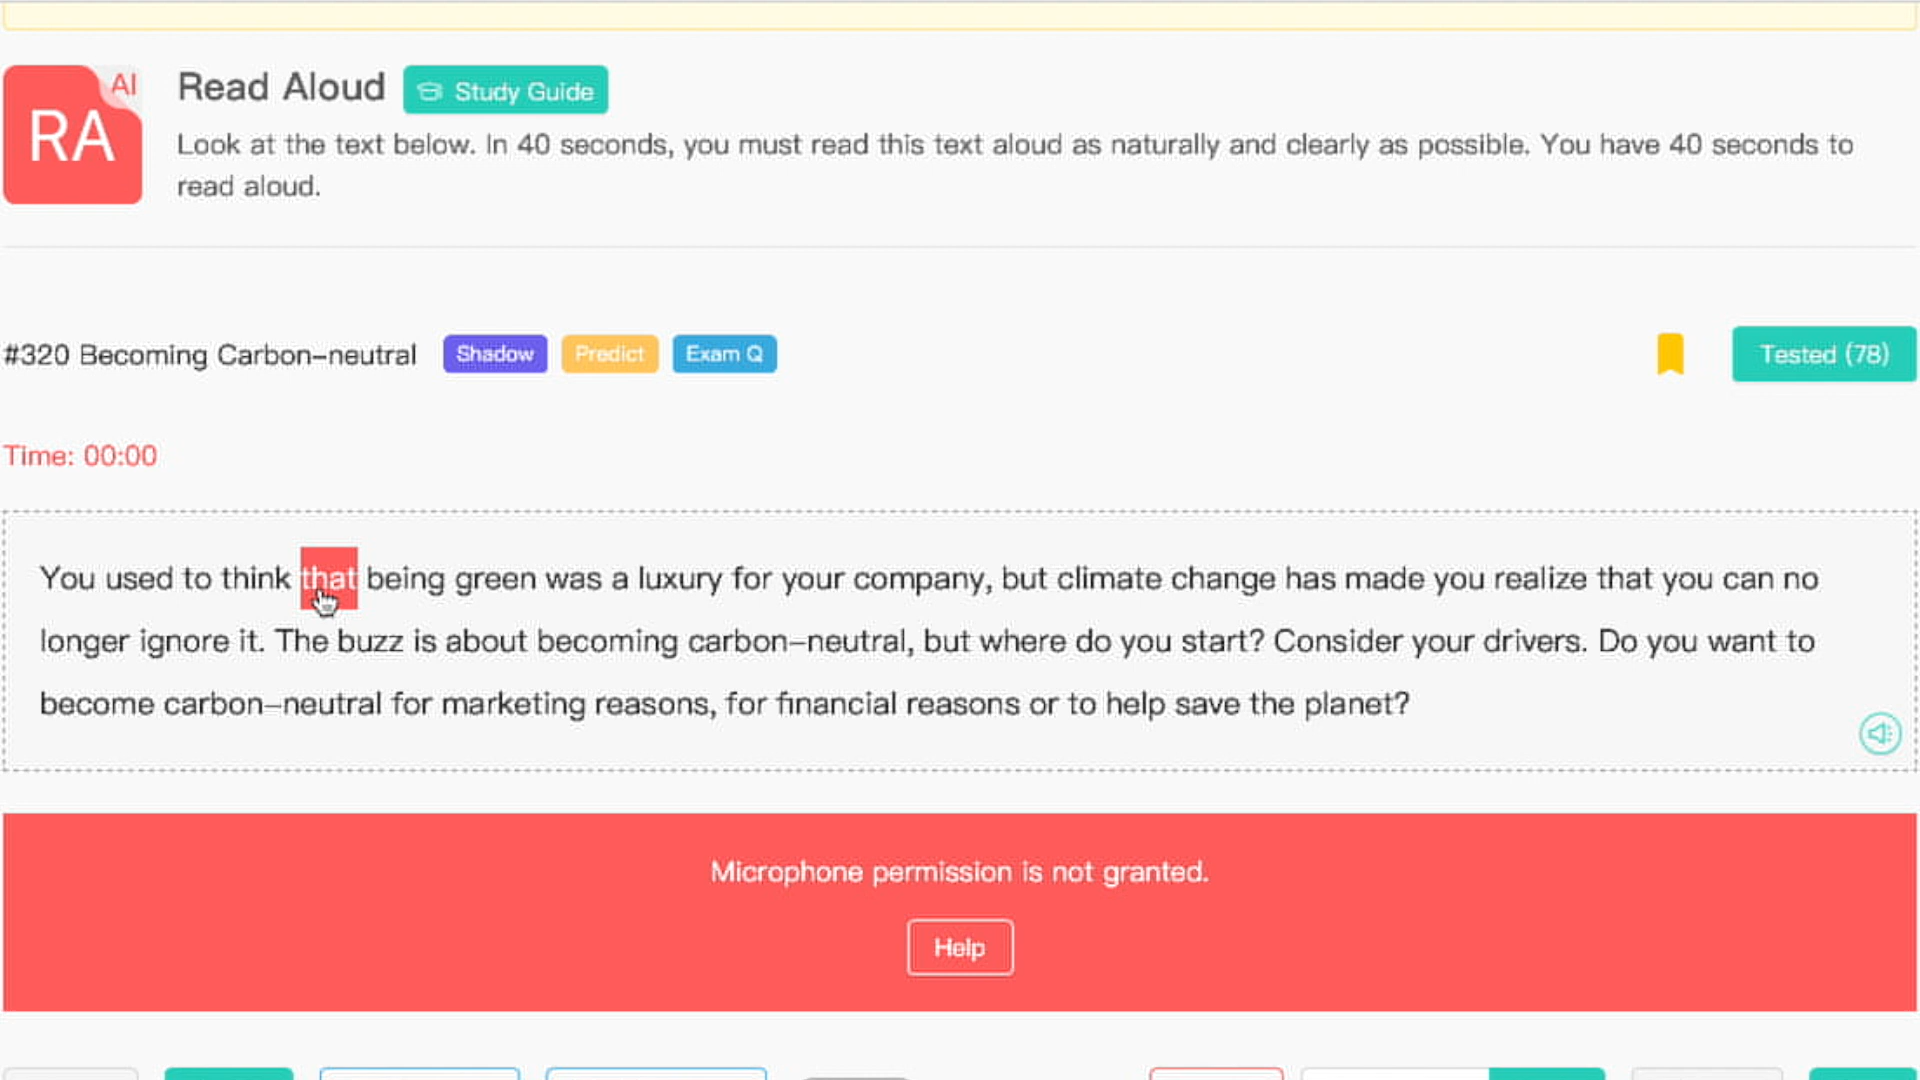 AI
RA
Read Aloud
Study Guide
Look at the text below. In 40 seconds, you must read this text aloud as naturally and clearly as possible. You have 40 seconds to
read aloud.
#320 Becoming Carbon-neutral
Shadow
Predict
Exam Q
Tested (78)
Time: 00:00
You used to think that being green was a luxury for your company, but climate change has made you realize that you can no
longer ignore it. The buzz is about becoming carbon-neutral, but where do you start? Consider your drivers. Do you want to
become carbon-neutral for marketing reasons, for financial reasons or to help save the planet?
Microphone permission is not granted.
Help